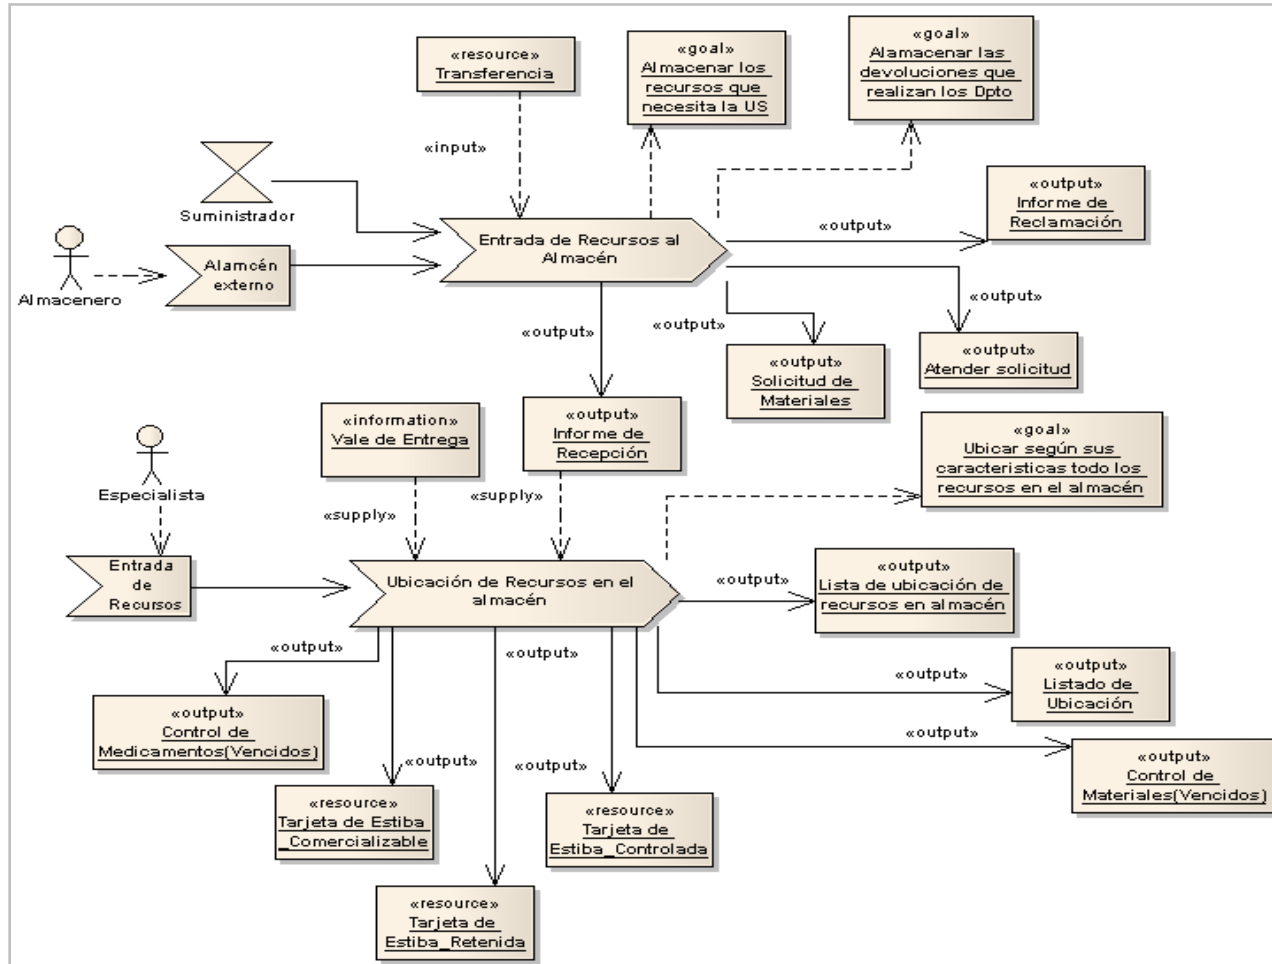 «resource»
Transferencia
«goal»
Almacenar los
recursos que
necesita la US
«goal»
Alamacenar las
devoluciones que
realizan los Dpto
«input»
Suministrador
«output»
Informe de
Reclamación
«output»
Almacenero
Alamcén
externo
Entrada de Recursos al
Almacén
«output»
«output»
«output»
Solicitud de
Materiales
«output»
Atender solicitud
«information»
Vale de Entrega
«output»
Informe de
Recepción
«goal»
Ubicar según sus
caracteristicas todo los
recursos en el almacén
Especialista
«supply»
«supply»
Entrada
de
Recursos
Ubicación de Recursos en el
almacén
«output»
«output»
Lista de ubicación de
recursos en almacén
«output»
«output»
«output»
«output»
Listado de
Ubicación
«output»
Control de
Medicamentos(Vencidos)
«output»
«output»
«output»
«output»
Control de
Materiales(Vencidos)
«resource»
Tarjeta de Estiba
_Comercializable
«resource»
Tarjeta de
Estiba_Controlada
«resource»
Tarjeta de
Estiba_Retenida